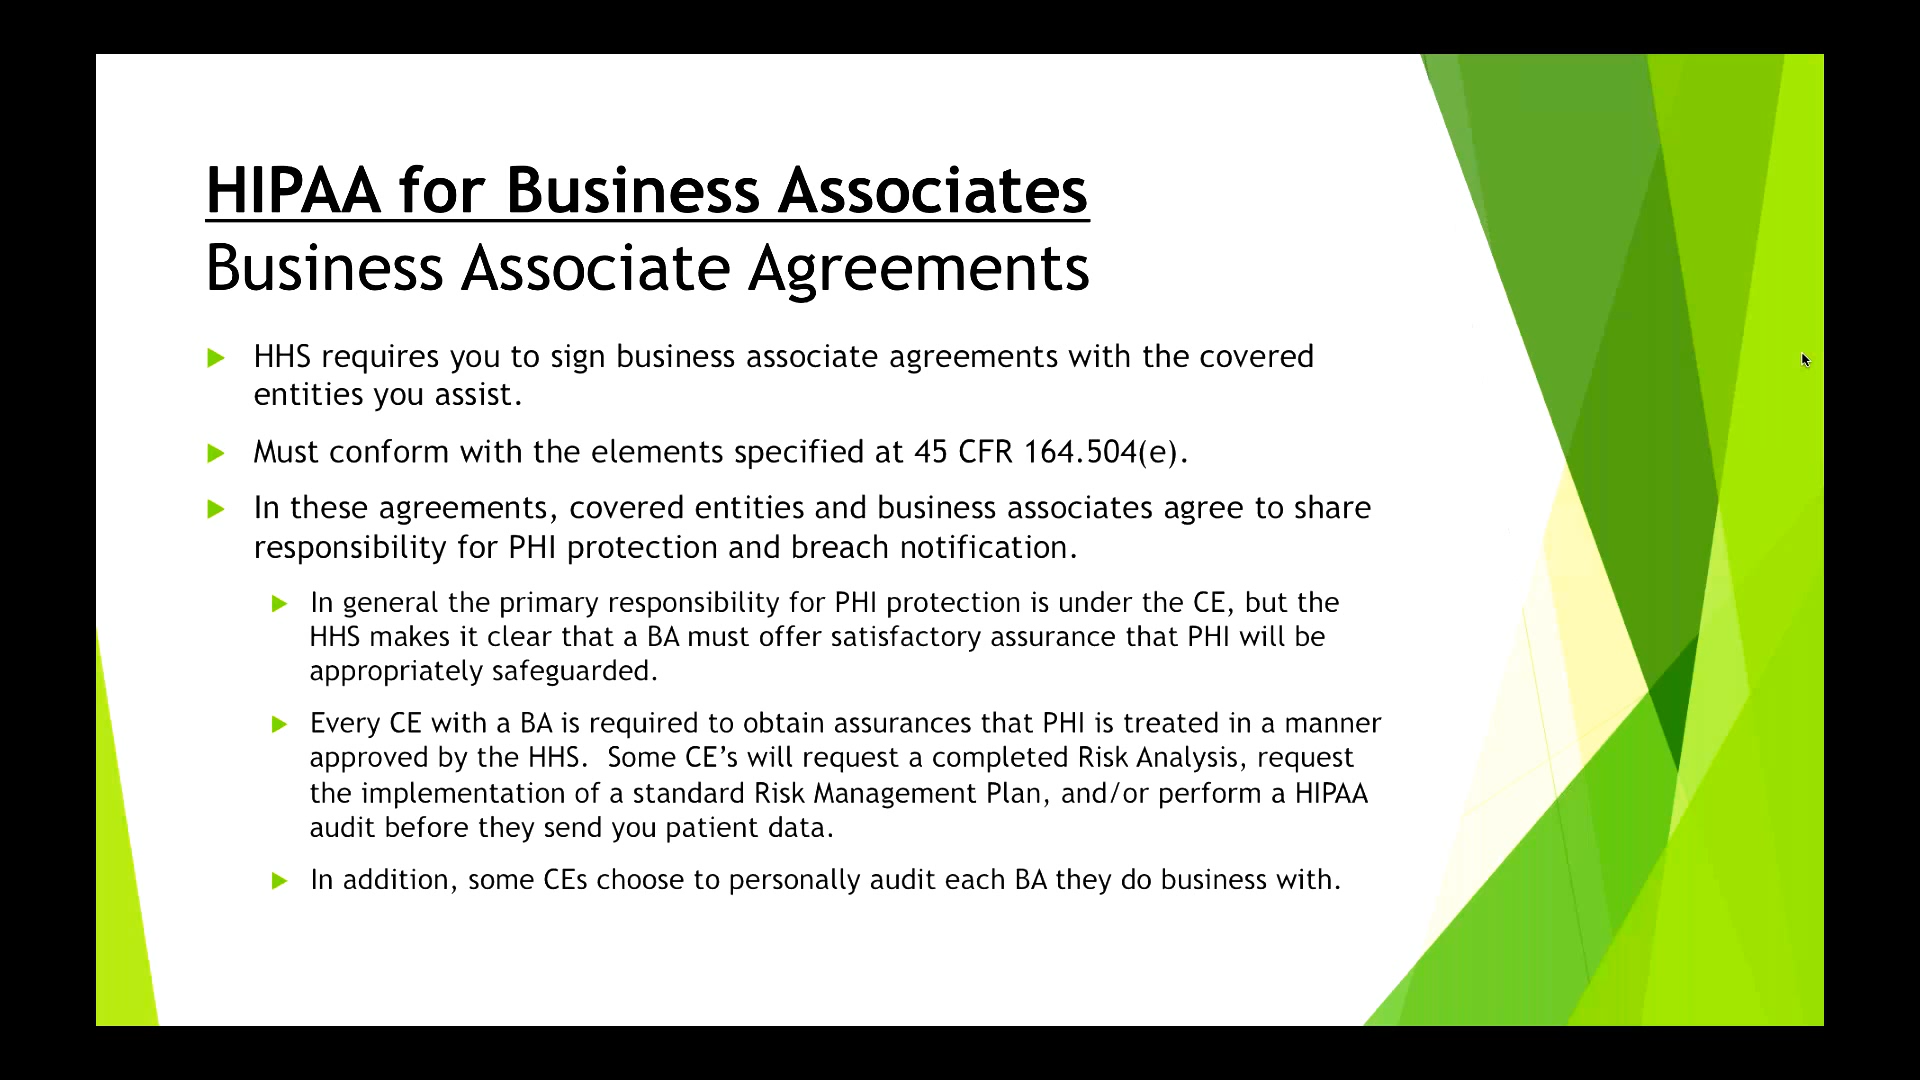 HIPAA for Business Associates
Business Associate Agreements
HHS requires you to sign business associate agreements with the covered
entities you assist.
Must conform with the elements specified at 45 CFR 164.504(e).
In these agreements, covered entities and business associates agree to share
responsibility for PHI protection and breach notification.
In general the primary responsibility for PHI protection is under the CE, but the
HHS makes it clear that a BA must offer satisfactory assurance that PHI will be
appropriately safeguarded.
Every CE with a BA is required to obtain assurances that PHI is treated in a manner
approved by the HHS.  Some CE’s will request a completed Risk Analysis, request
the implementation of a standard Risk Management Plan, and/or perform a HIPAA
audit before they send you patient data.
In addition, some CEs choose to personally audit each BA they do business with.